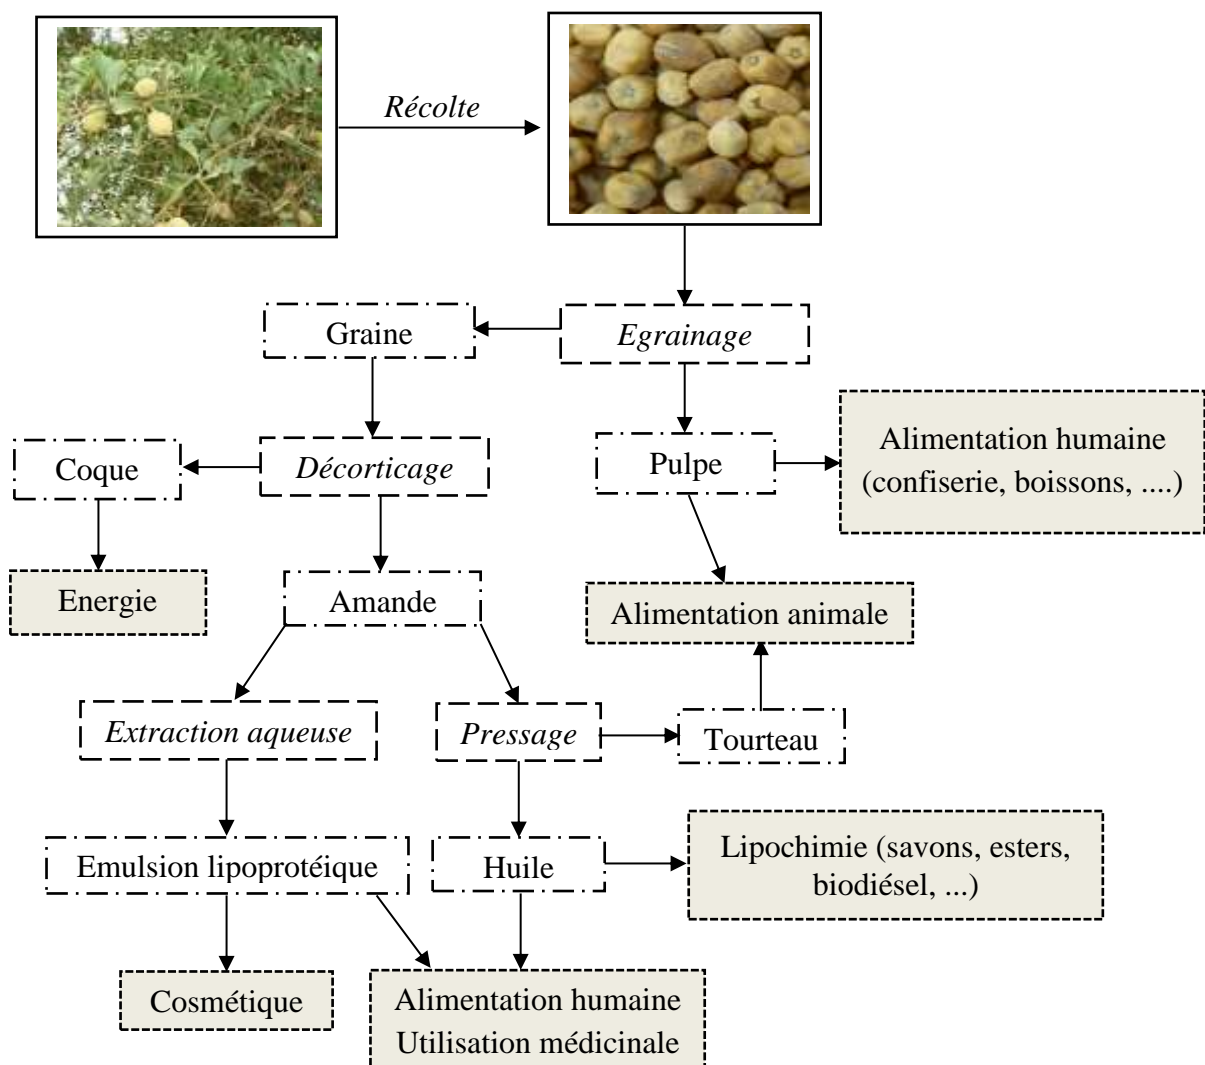 Récolte
Graine
Egrainage
Coque
Décorticage
Pulpe
Alimentation humaine
(confiserie, boissons, ....)
Energie
Amande
Alimentation animale
Extraction aqueuse
Pressage
Tourteau
Emulsion lipoprotéique
Huile
Lipochimie (savons, esters,
biodiésel, ...)
Cosmétique
Alimentation humaine
Utilisation médicinale